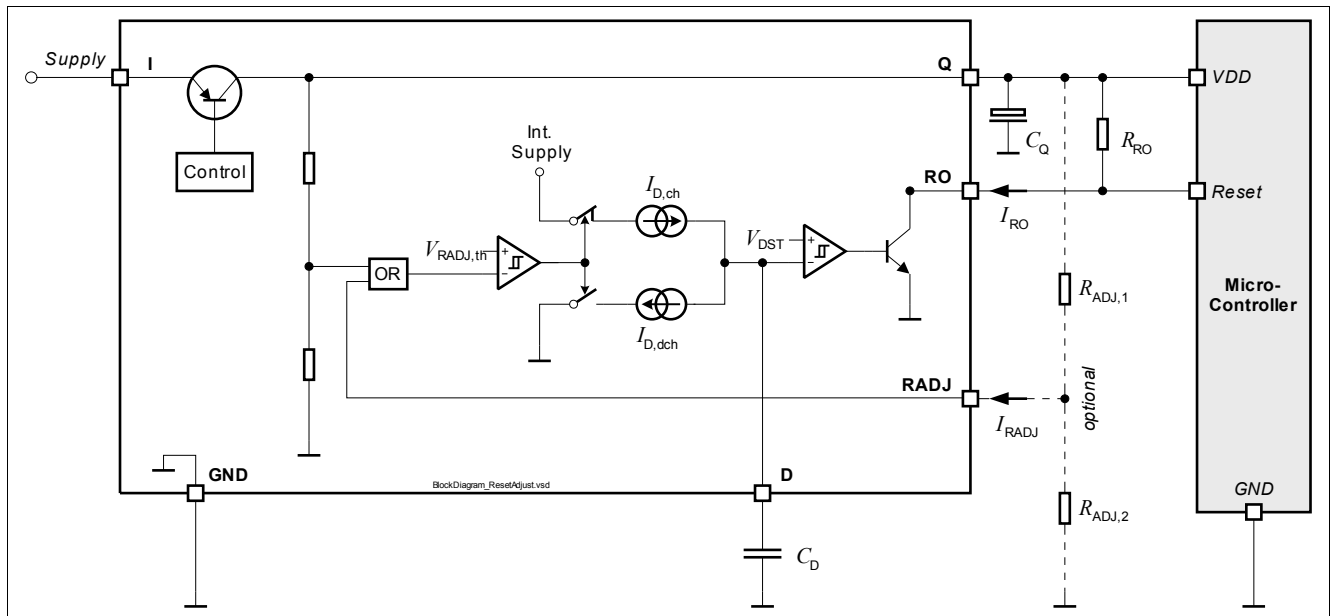 Supply
I
Q
VDD
Control
Int.
Supply
C_Q
R_RO
I_D,ch
RO
Reset
I_RO
V_RADJ,th
+
−
V_DST
+
−
OR
I_D,dch
R_ADJ,1
Micro-
Controller
RADJ
I_RADJ
optional
GND
BlockDiagram_ResetAdjust.vsd
D
R_ADJ,2
GND
C_D